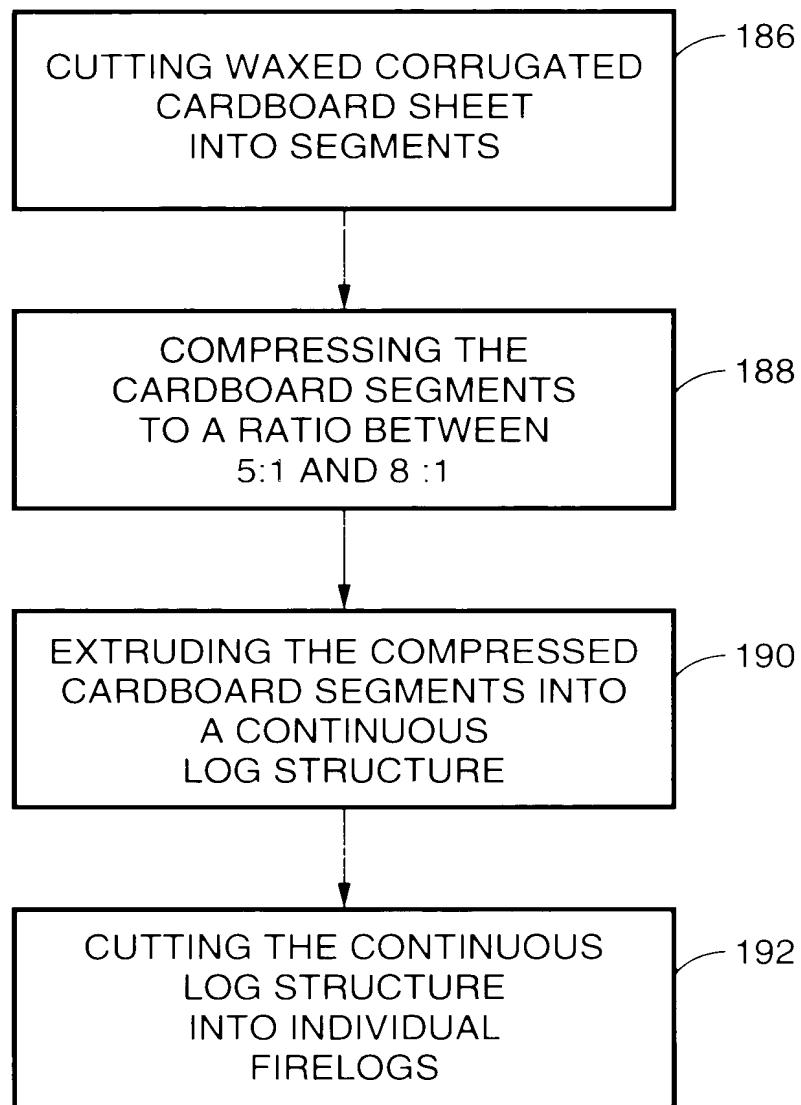 CUTTING WAXED CORRUGATED
CARDBOARD SHEET
INTO SEGMENTS
186
COMPRESSING THE
CARDBOARD SEGMENTS
TO A RATIO BETWEEN
5:1 AND 8 :1
188
EXTRUDING THE COMPRESSED
CARDBOARD SEGMENTS INTO
A CONTINUOUS
LOG STRUCTURE
190
CUTTING THE CONTINUOUS
LOG STRUCTURE
INTO INDIVIDUAL
FIRELOGS
192